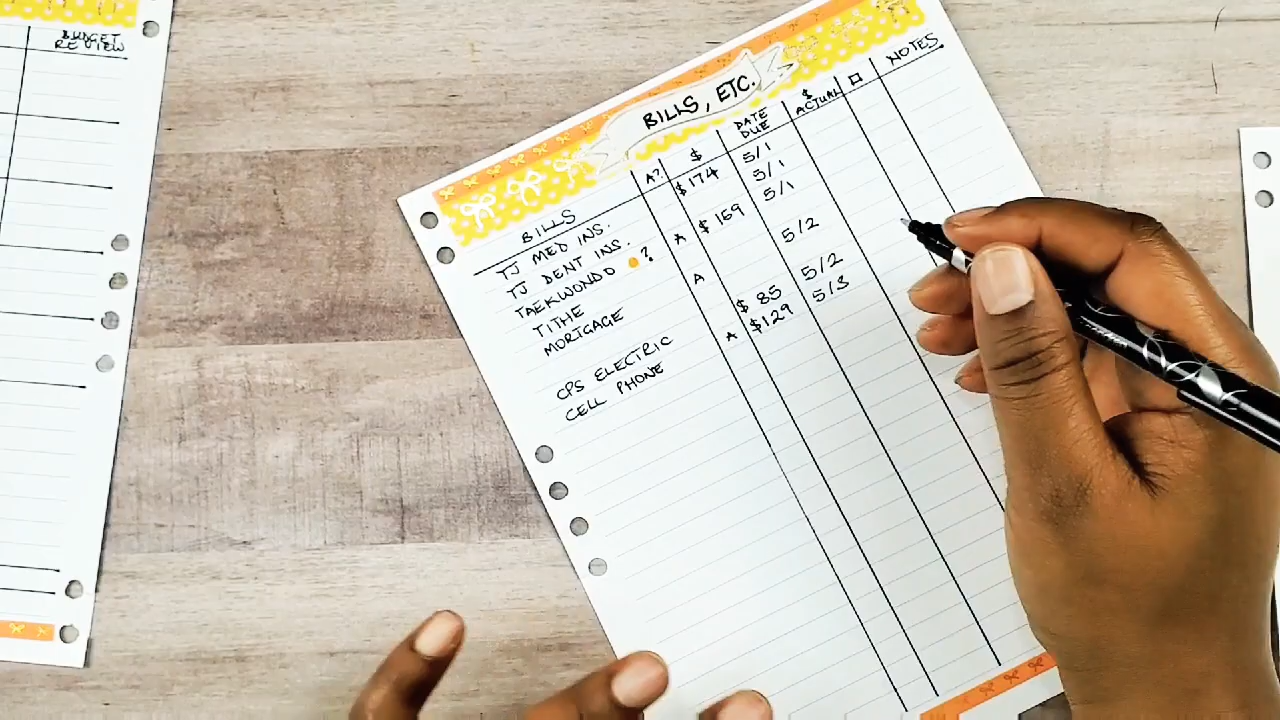 BUDGET
REVIEW
BILLS, ETC.
BILLS A? $ DATE DUE $ ACTUAL NOTES
TJ MED INS. $174 5/1
TJ DENT INS. 5/1
TAEKWONDO ? A $169 5/1
TITHE
MORTGAGE A 5/2
CPS ELECTRIC $85 5/2
CELL PHONE A $129 5/3